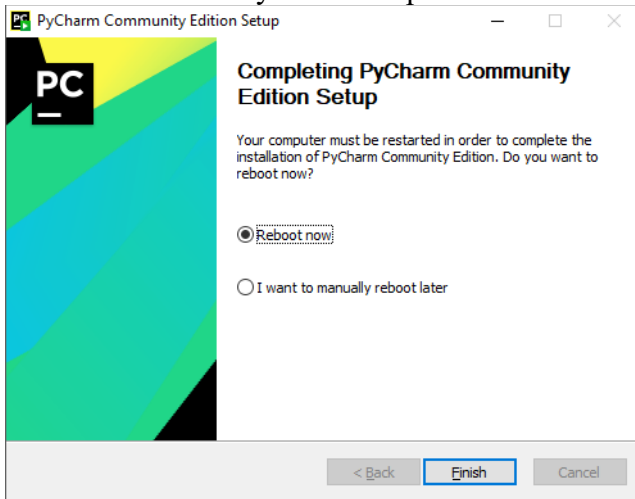 PyCharm Community Edition Setup
PC
Completing PyCharm Community
Edition Setup
Your computer must be restarted in order to complete the
installation of PyCharm Community Edition. Do you want to
reboot now?
Reboot now
I want to manually reboot later
< Back
Finish
Cancel